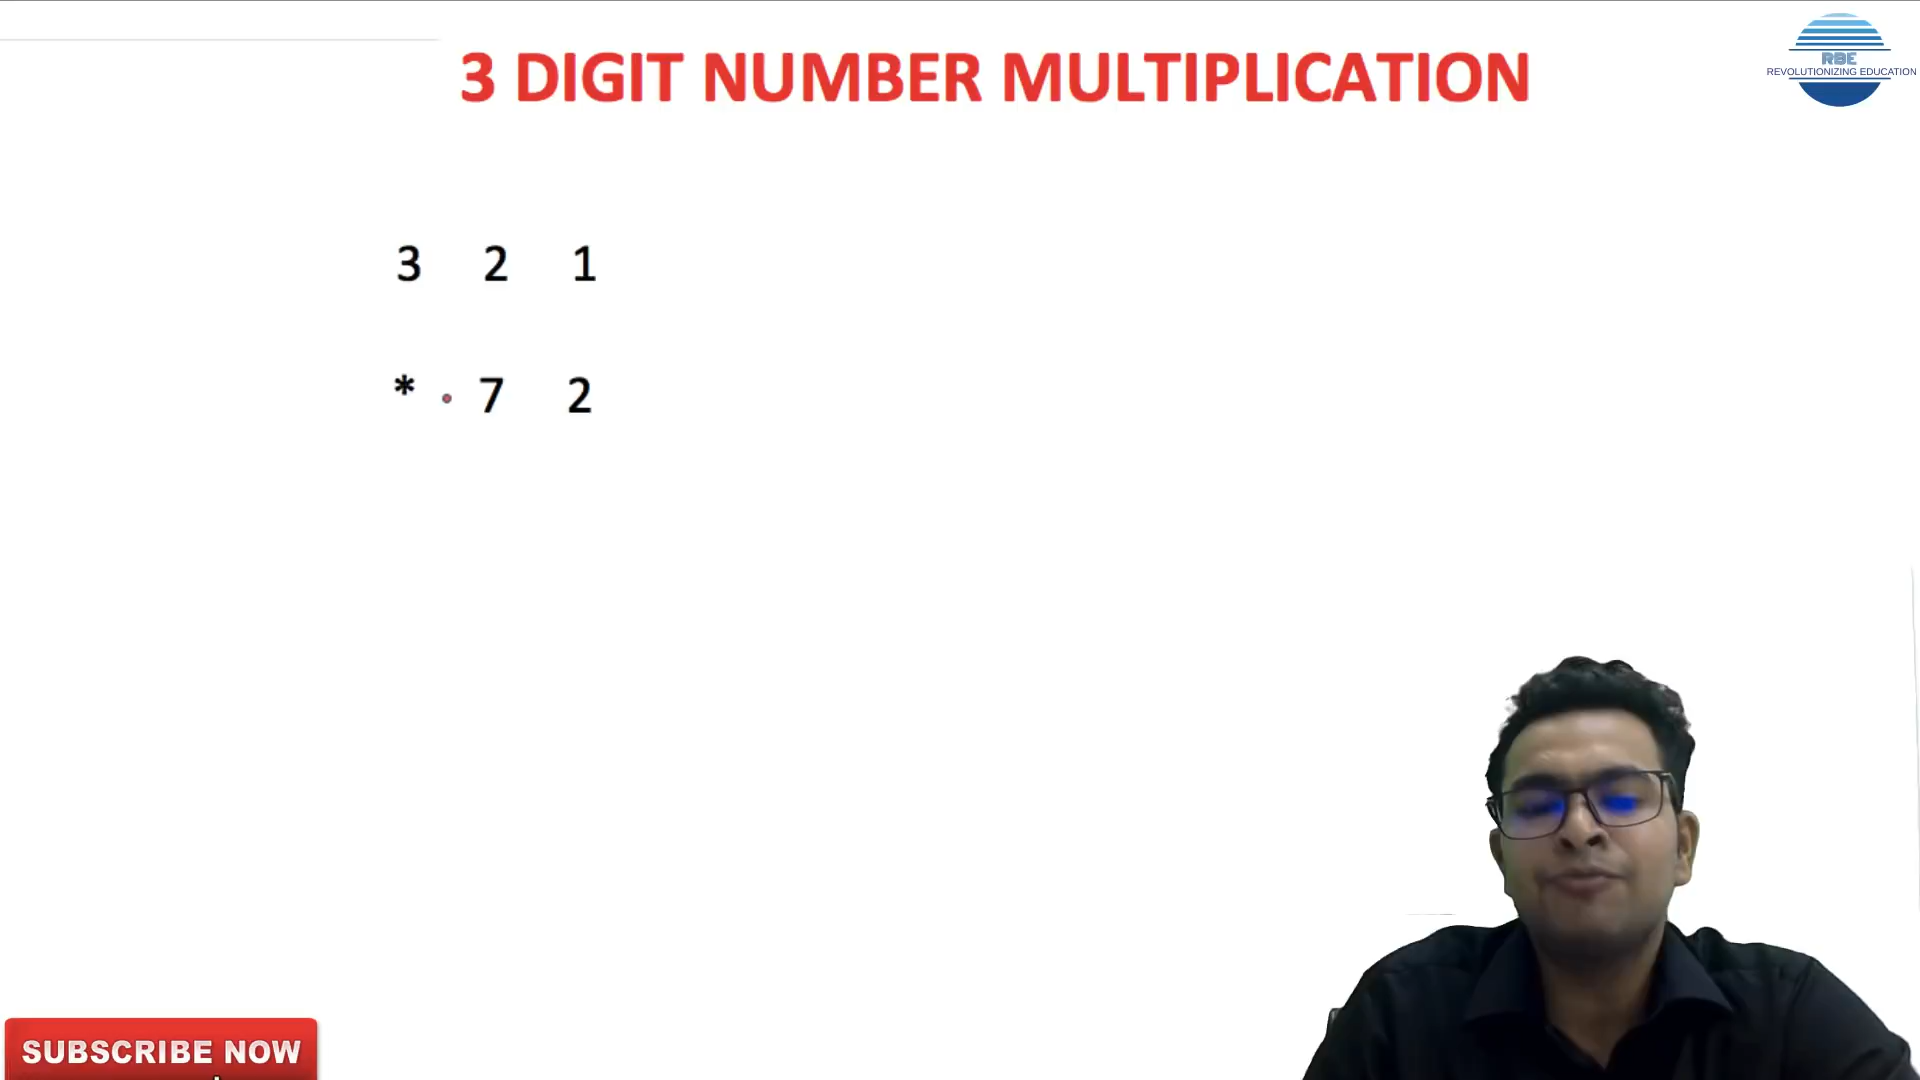 3 DIGIT NUMBER MULTIPLICATION
RBE
REVOLUTIONIZING EDUCATION
3 2 1
* 7 2
SUBSCRIBE NOW